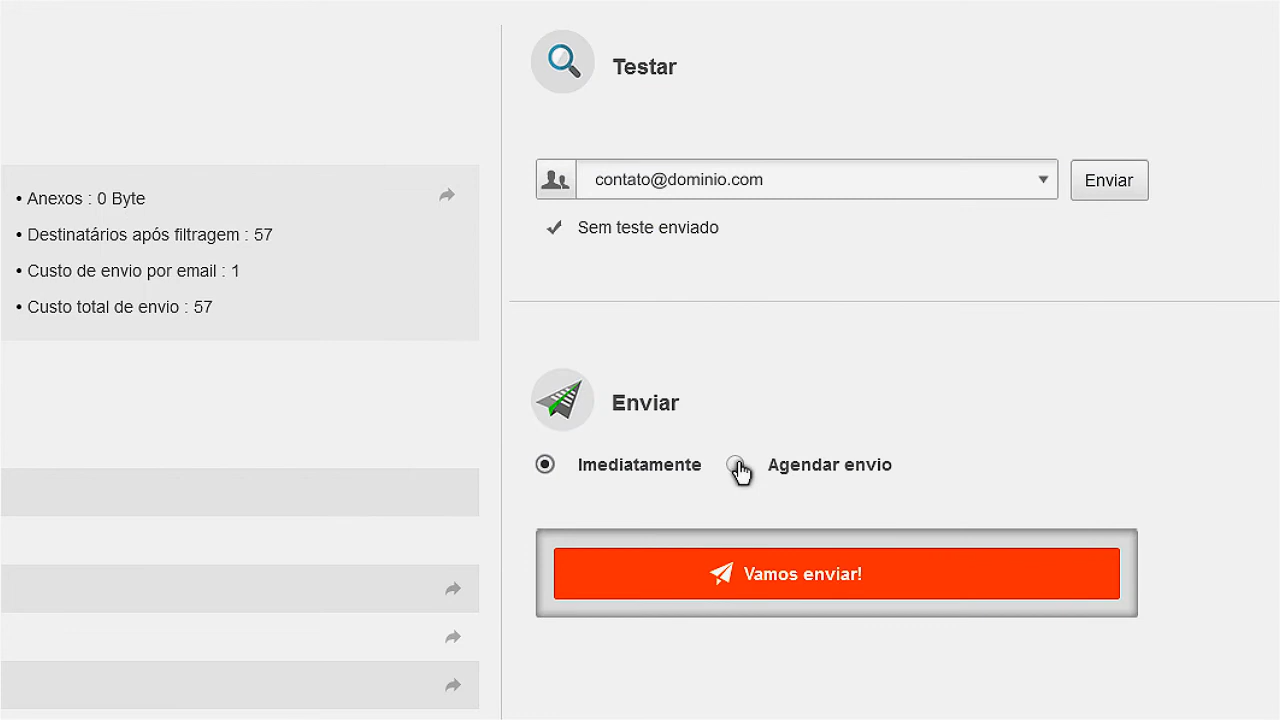 • Anexos : 0 Byte
• Destinatários após filtragem : 57
• Custo de envio por email : 1
• Custo total de envio : 57
Testar
contato@dominio.com
Enviar
Sem teste enviado
Enviar
Imediatamente Agendar envio
Vamos enviar!